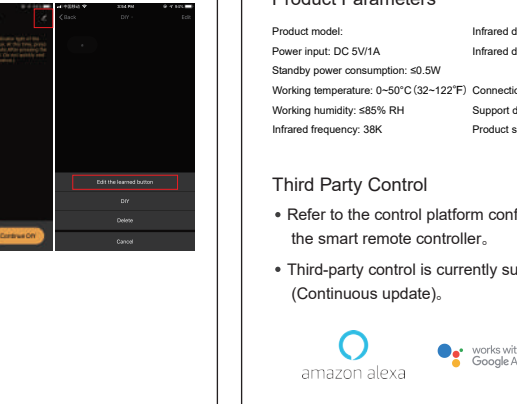 Back
DIY
Edit
2:04 PM
Edit the learned button
DIY
Delete
Cancel
Continue DIY
Product Parameters
Product model:
Infrared d
Power input: DC 5V/1A
Infrared d
Standby power consumption: ≤0.5W
Working temperature: 0~50°C (32~122℉) Connectio
Working humidity: ≤85% RH
Support d
Infrared frequency: 38K
Product s
Third Party Control
• Refer to the control platform conf
the smart remote controller。
• Third-party control is currently su
(Continuous update)。
amazon alexa
works wit
Google A